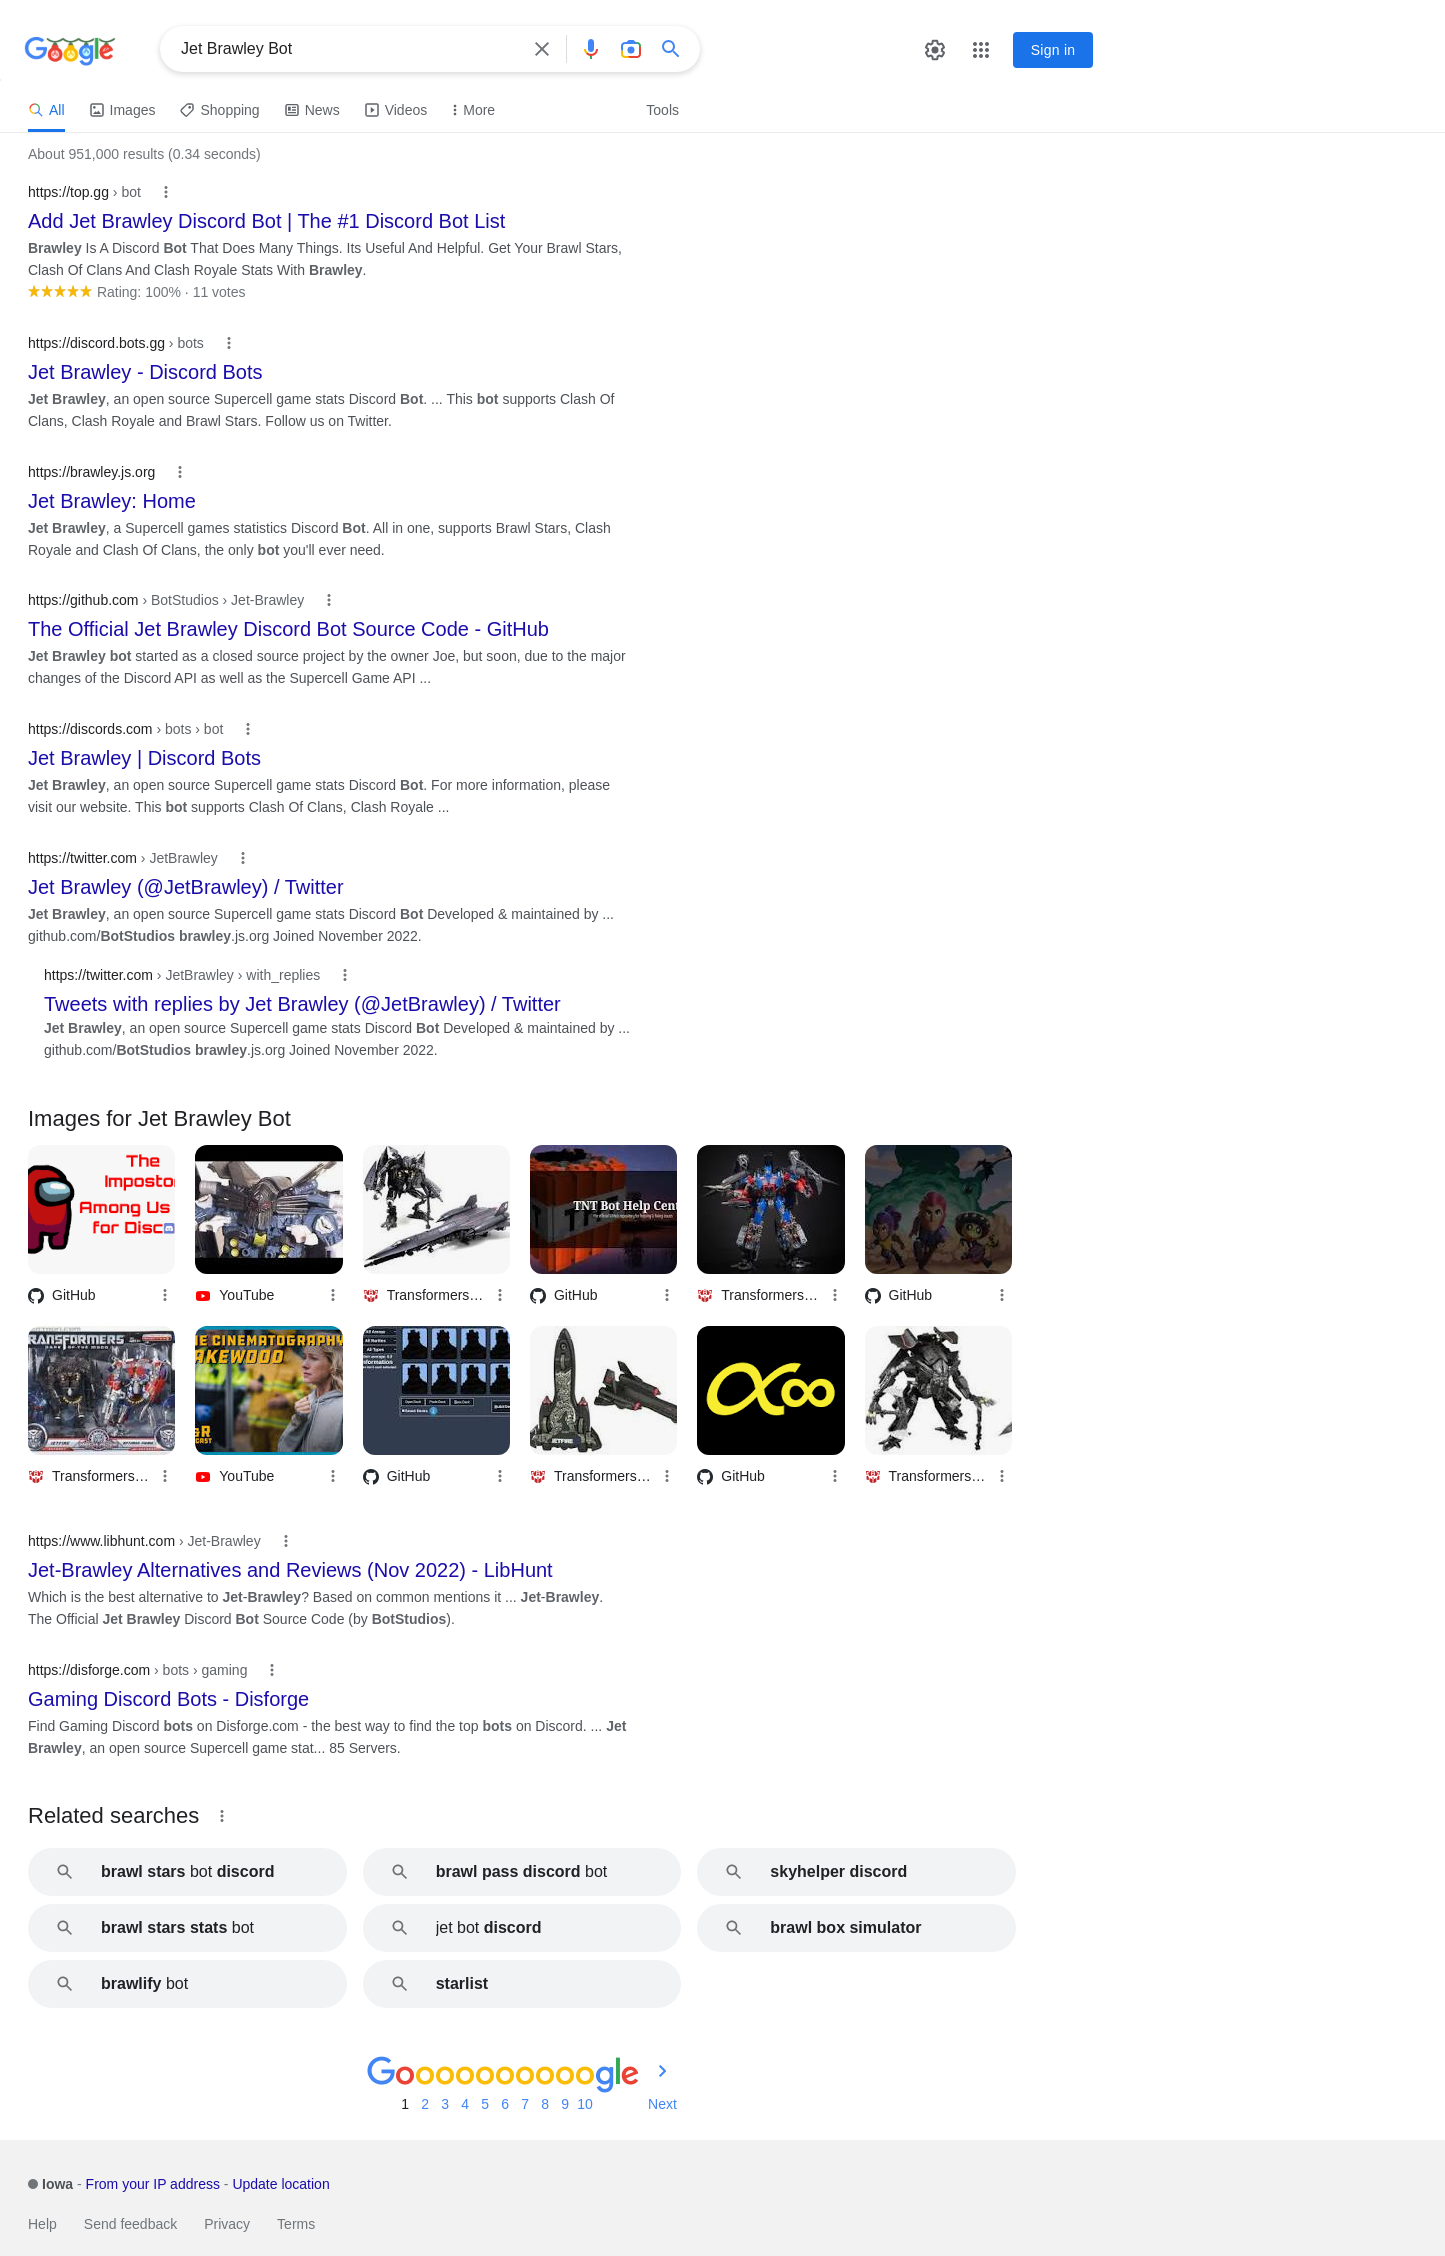 Google
Jet Brawley Bot
Sign in
All
Images
Shopping
News
Videos
More
Tools
About 951,000 results (0.34 seconds)
https://top.gg › bot
Add Jet Brawley Discord Bot | The #1 Discord Bot List
Brawley Is A Discord Bot That Does Many Things. Its Useful And Helpful. Get Your Brawl Stars,
Clash Of Clans And Clash Royale Stats With Brawley.
Rating: 100% · 11 votes
https://discord.bots.gg › bots
Jet Brawley - Discord Bots
Jet Brawley, an open source Supercell game stats Discord Bot. ... This bot supports Clash Of
Clans, Clash Royale and Brawl Stars. Follow us on Twitter.
https://brawley.js.org
Jet Brawley: Home
Jet Brawley, a Supercell games statistics Discord Bot. All in one, supports Brawl Stars, Clash
Royale and Clash Of Clans, the only bot you'll ever need.
https://github.com › BotStudios › Jet-Brawley
The Official Jet Brawley Discord Bot Source Code - GitHub
Jet Brawley bot started as a closed source project by the owner Joe, but soon, due to the major
changes of the Discord API as well as the Supercell Game API ...
https://discords.com › bots › bot
Jet Brawley | Discord Bots
Jet Brawley, an open source Supercell game stats Discord Bot. For more information, please
visit our website. This bot supports Clash Of Clans, Clash Royale ...
https://twitter.com › JetBrawley
Jet Brawley (@JetBrawley) / Twitter
Jet Brawley, an open source Supercell game stats Discord Bot Developed & maintained by ...
github.com/BotStudios brawley.js.org Joined November 2022.
https://twitter.com › JetBrawley › with_replies
Tweets with replies by Jet Brawley (@JetBrawley) / Twitter
Jet Brawley, an open source Supercell game stats Discord Bot Developed & maintained by ...
github.com/BotStudios brawley.js.org Joined November 2022.
Images for Jet Brawley Bot
The
Imposto
Among Us
for Disc
TNT Bot Help Cent
GitHub
YouTube
Transformers…
GitHub
Transformers…
GitHub
RANSFORMERS
JETFIRE
E CINEMATOGRAPHY
AKEWOOD
JETFIRE
Transformers…
YouTube
GitHub
Transformers…
GitHub
Transformers…
https://www.libhunt.com › Jet-Brawley
Jet-Brawley Alternatives and Reviews (Nov 2022) - LibHunt
Which is the best alternative to Jet-Brawley? Based on common mentions it ... Jet-Brawley.
The Official Jet Brawley Discord Bot Source Code (by BotStudios).
https://disforge.com › bots › gaming
Gaming Discord Bots - Disforge
Find Gaming Discord bots on Disforge.com - the best way to find the top bots on Discord. ... Jet
Brawley, an open source Supercell game stat... 85 Servers.
Related searches
brawl stars bot discord
brawl pass discord bot
skyhelper discord
brawl stars stats bot
jet bot discord
brawl box simulator
brawlify bot
starlist
Goooooooooogle
1 2 3 4 5 6 7 8 9 10 Next
Iowa - From your IP address - Update location
Help Send feedback Privacy Terms